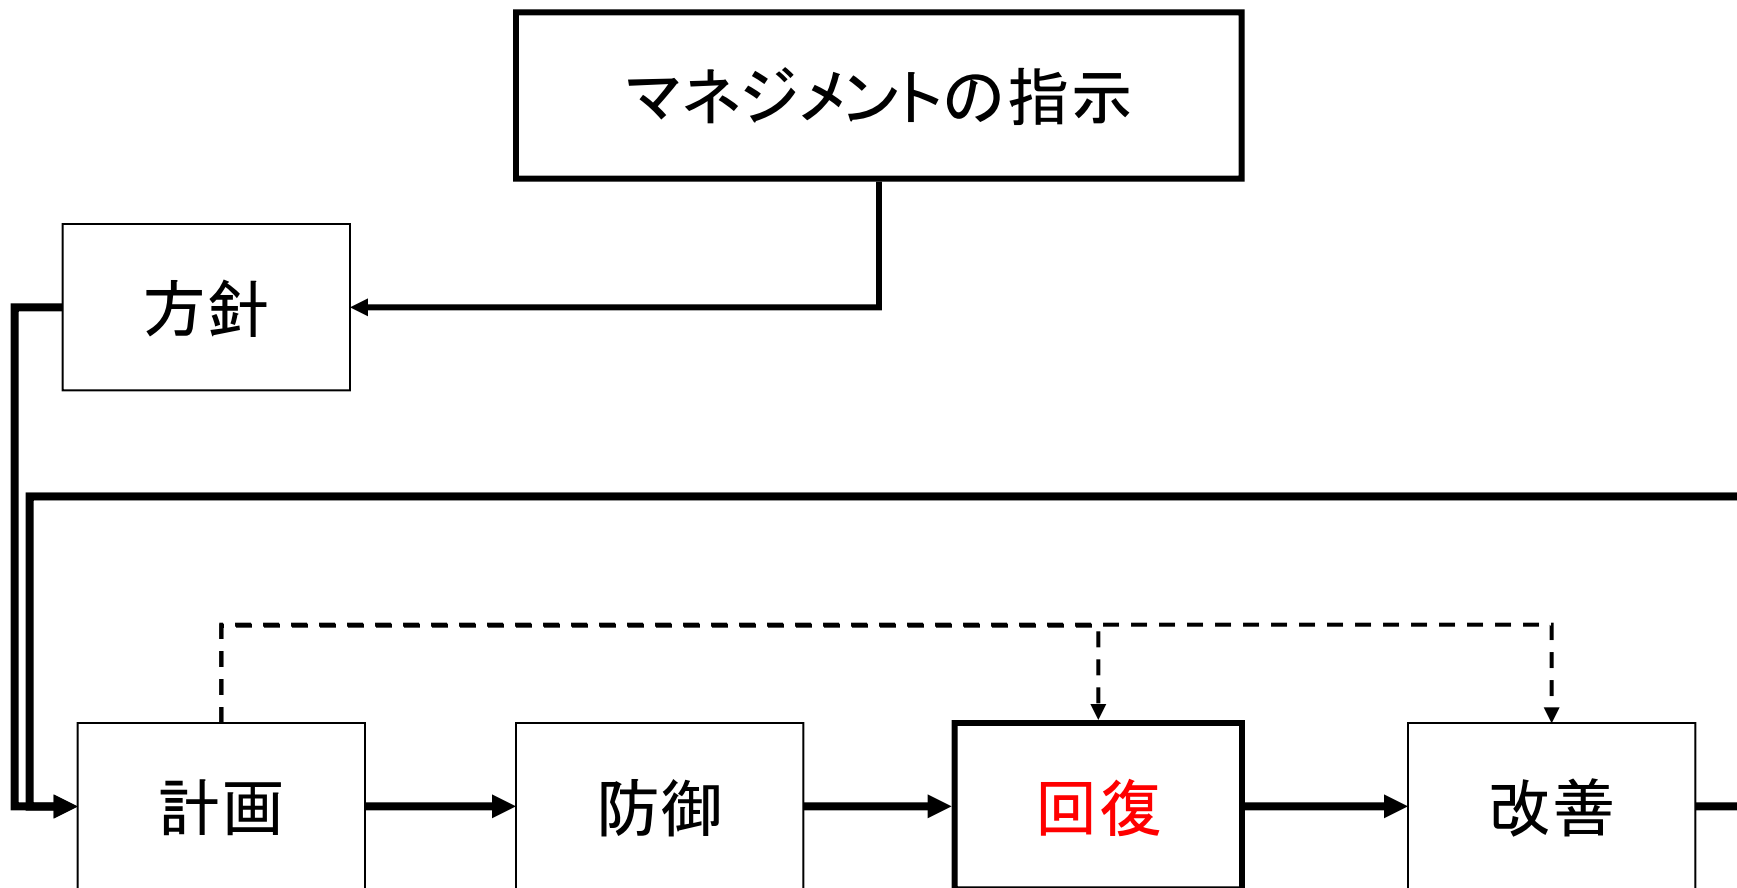 マネジメントの指示
方針
計画
防御
回復
改善